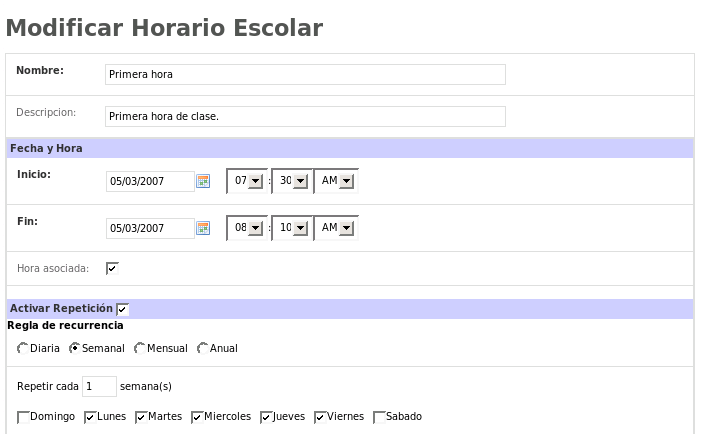 Modificar Horario Escolar
Nombre: Primera hora
Descripcion: Primera hora de clase.
Fecha y Hora
Inicio: 05/03/2007 07 : 30 AM
Fin: 05/03/2007 08 : 10 AM
Hora asociada:
Activar Repetición
Regla de recurrencia
Diaria Semanal Mensual Anual
Repetir cada 1 semana(s)
Domingo Lunes Martes Miercoles Jueves Viernes Sabado